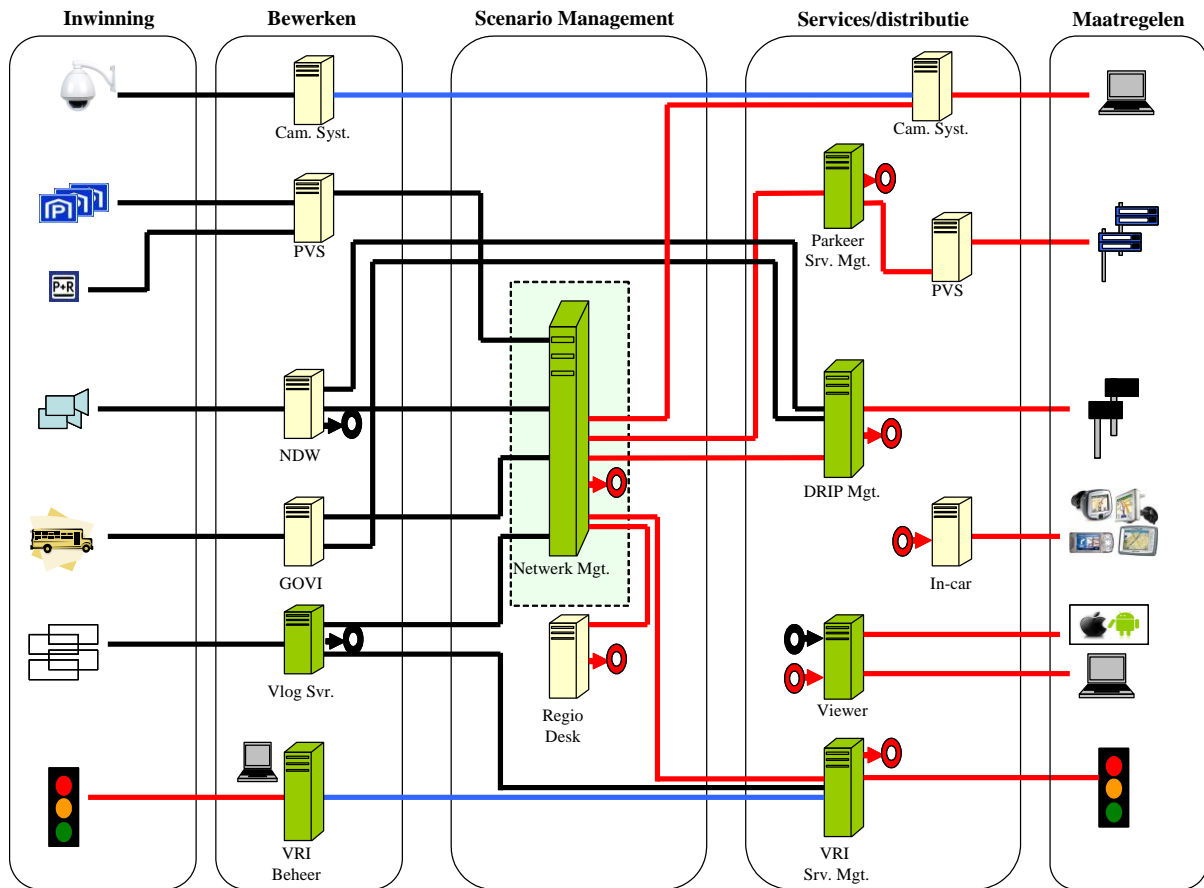 Inwinning
Bewerken
Scenario Management
Services/distributie
Maatregelen
Cam. Syst.
Cam. Syst.
P
PVS
Parkeer
Srv. Mgt.
P+R
PVS
NDW
DRIP Mgt.
GOVI
Netwerk Mgt.
In-car
Vlog Svr.
Regio
Desk
Viewer
VRI
Beheer
VRI
Srv. Mgt.